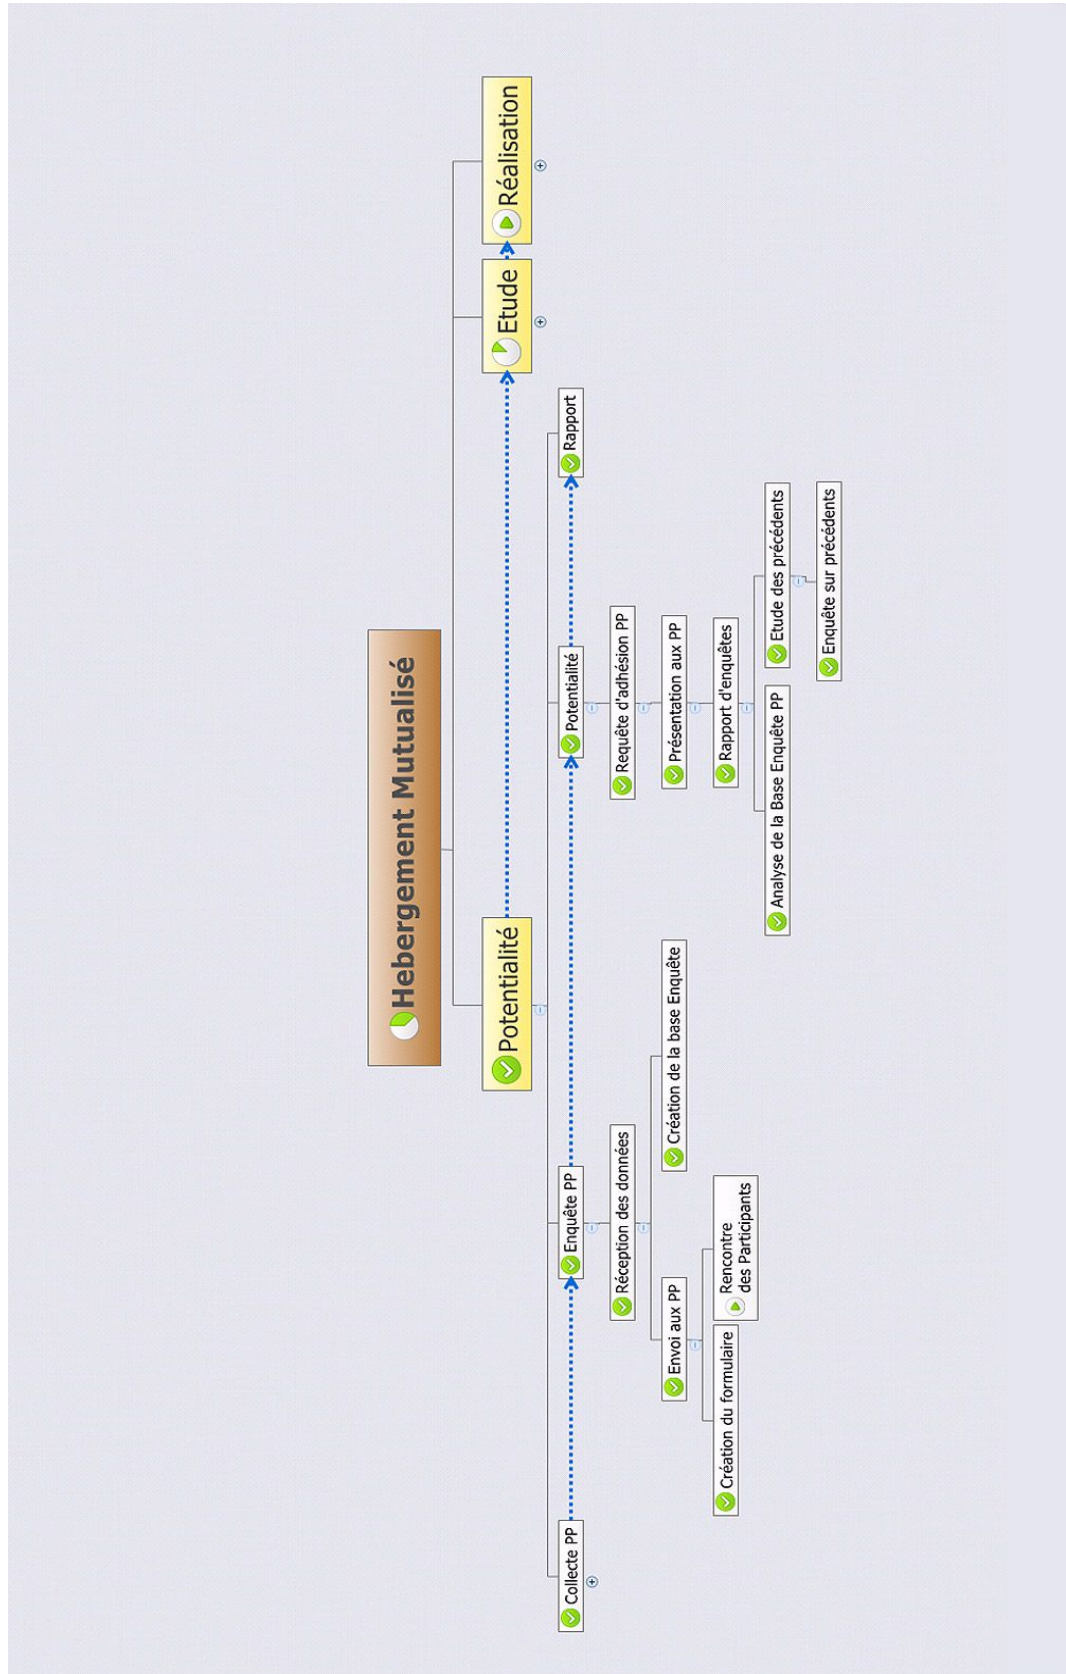 Hebergement Mutualisé
Potentialité
Etude
Réalisation
Collecte PP
Enquête PP
Potentialité
Rapport
Réception des données
Requête d'adhésion PP
Envoi aux PP
Création de la base Enquête
Présentation aux PP
Création du formulaire
Rencontre
des Participants
Rapport d'enquêtes
Analyse de la Base Enquête PP
Etude des précédents
Enquête sur précédents